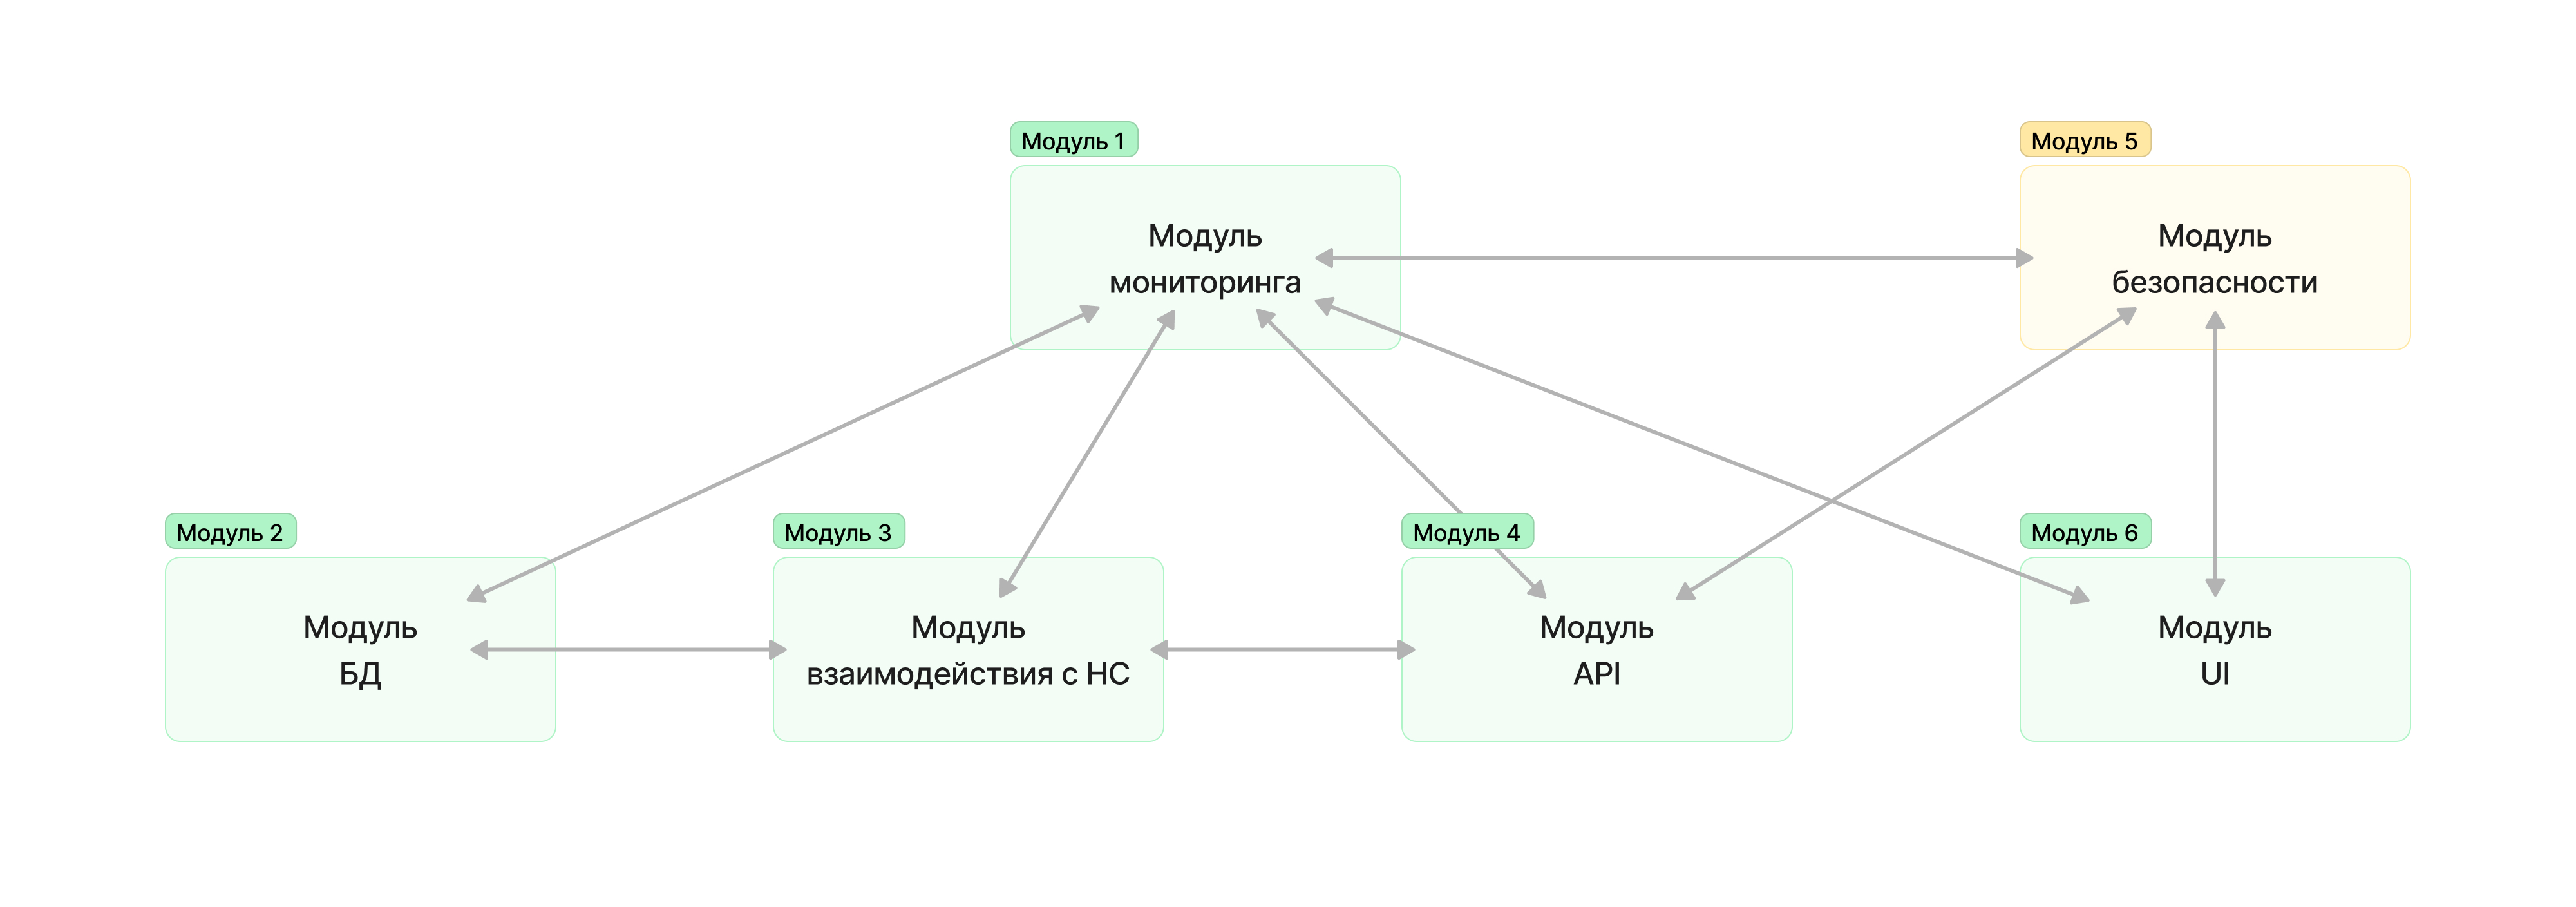 Модуль 1
Модуль
мониторинга
Модуль 5
Модуль
безопасности
Модуль 2
Модуль
БД
Модуль 3
Модуль
взаимодействия с НС
Модуль 4
Модуль
API
Модуль 6
Модуль
UI